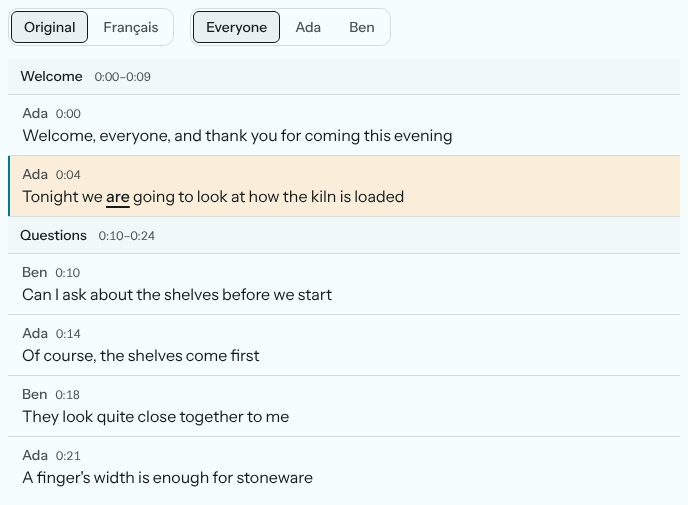 Original Français Everyone Ada Ben
Welcome 0:00–0:09
Ada 0:00
Welcome, everyone, and thank you for coming this evening
Ada 0:04
Tonight we are going to look at how the kiln is loaded
Questions 0:10–0:24
Ben 0:10
Can I ask about the shelves before we start
Ada 0:14
Of course, the shelves come first
Ben 0:18
They look quite close together to me
Ada 0:21
A finger's width is enough for stoneware